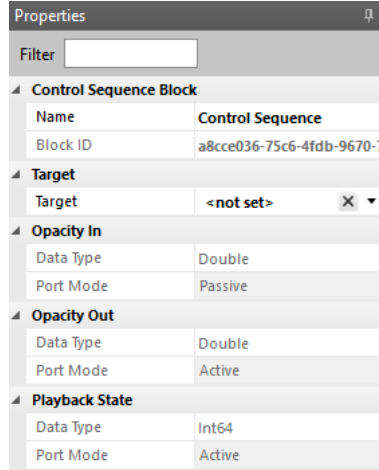 Properties
Filter
Control Sequence Block
Name Control Sequence
Block ID a8cce036-75c6-4fdb-9670-
Target
Target <not set>
Opacity In
Data Type Double
Port Mode Passive
Opacity Out
Data Type Double
Port Mode Active
Playback State
Data Type Int64
Port Mode Active